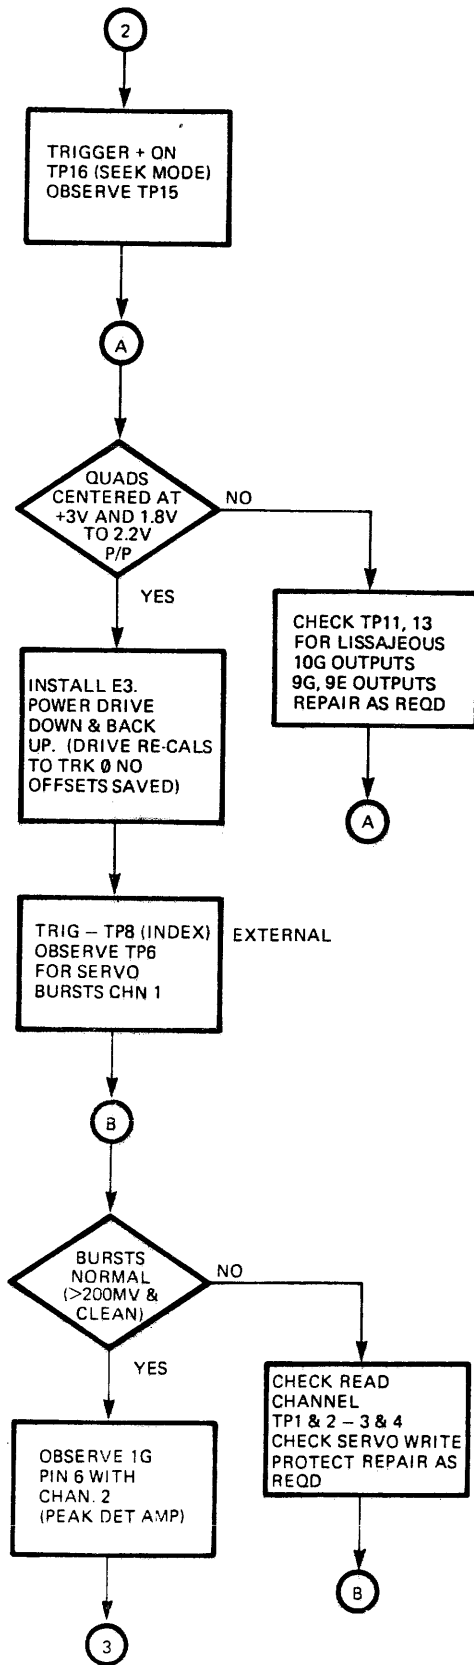 2
TRIGGER + ON
TP16 (SEEK MODE)
OBSERVE TP15
A
QUADS
CENTERED AT
+3V AND 1.8V
TO 2.2V
P/P
NO
YES
CHECK TP11, 13
FOR LISSAJEOUS
10G OUTPUTS
9G, 9E OUTPUTS
REPAIR AS REQD
A
INSTALL E3.
POWER DRIVE
DOWN & BACK
UP. (DRIVE RE-CALS
TO TRK Ø NO
OFFSETS SAVED)
TRIG – TP8 (INDEX)
OBSERVE TP6
FOR SERVO
BURSTS CHN 1
EXTERNAL
B
BURSTS
NORMAL
(>200MV &
CLEAN)
NO
YES
CHECK READ
CHANNEL
TP1 & 2 – 3 & 4
CHECK SERVO WRITE
PROTECT REPAIR AS
REQD
B
OBSERVE 1G
PIN 6 WITH
CHAN. 2
(PEAK DET AMP)
3